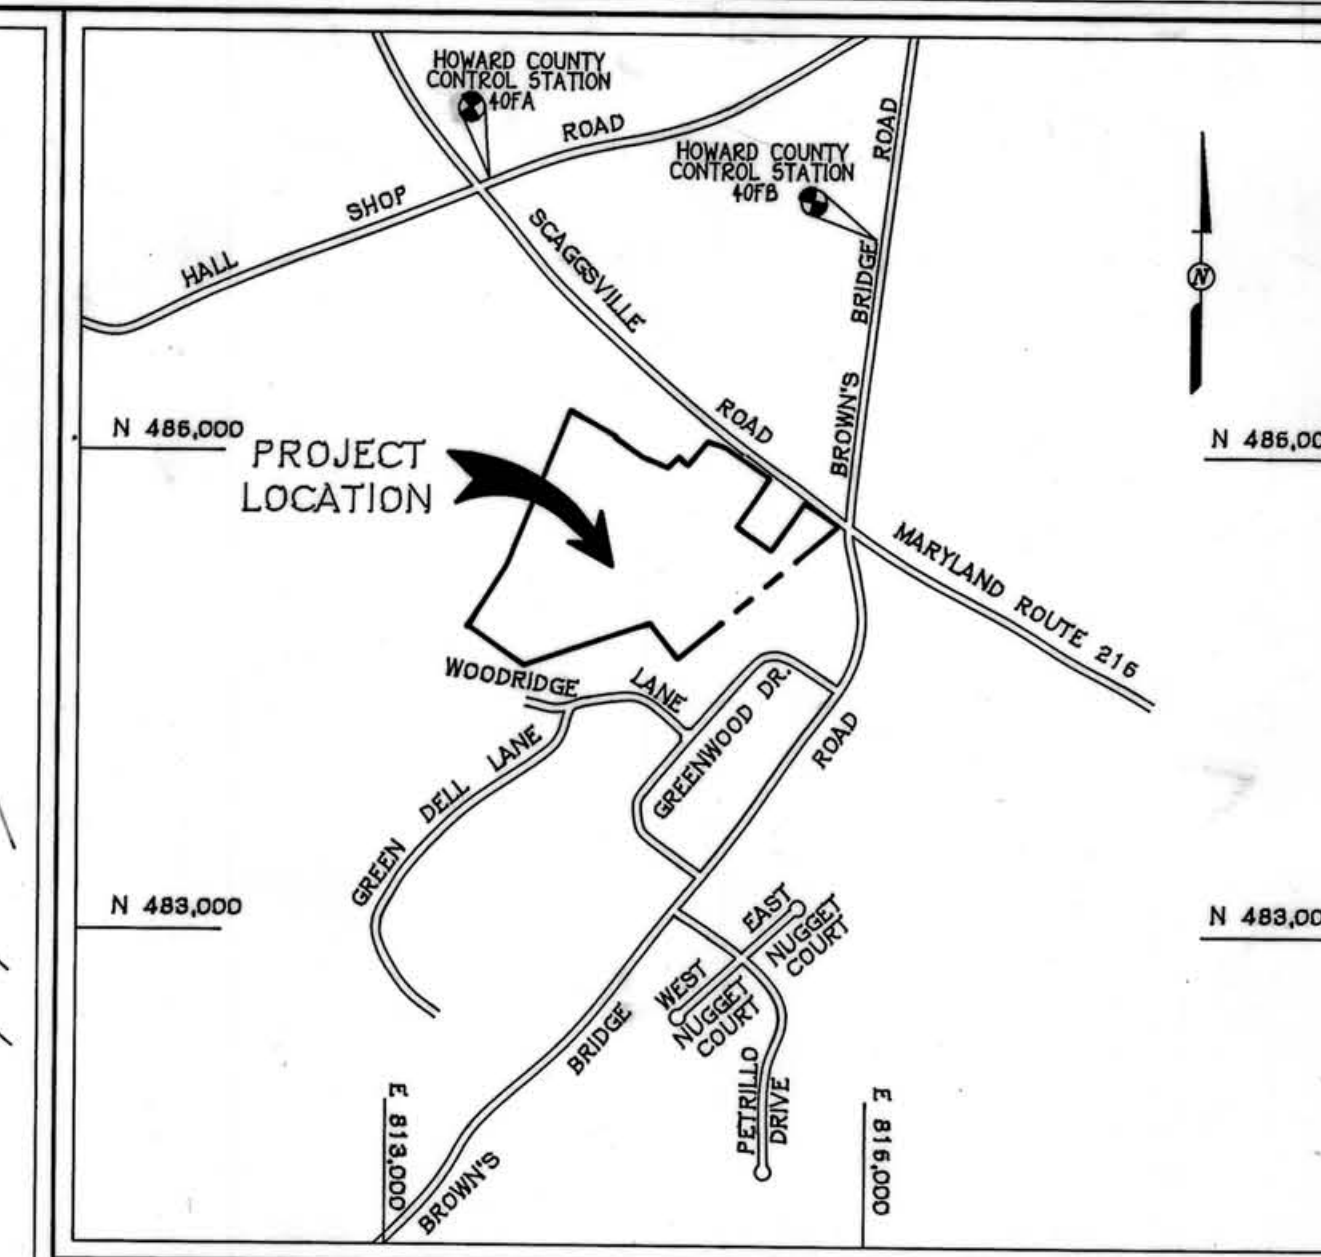 HOWARD COUNTY
CONTROL STATION
40FA
ROAD
HOWARD COUNTY
CONTROL STATION
40FB
ROAD
HALL SHOP
SCAGGSVILLE
BRIDGE
N
N 486,000
PROJECT
LOCATION
ROAD
BROWN'S
N 486,00
MARYLAND ROUTE 216
WOODRIDGE LANE
GREENWOOD DR.
ROAD
GREEN DELL LANE
N 483,000
EAST
NUGGET
COURT
N 483,00
WEST
NUGGET
COURT
BRIDGE
PETRILLO
DRIVE
E 813,000
BROWN'S
E 816,000